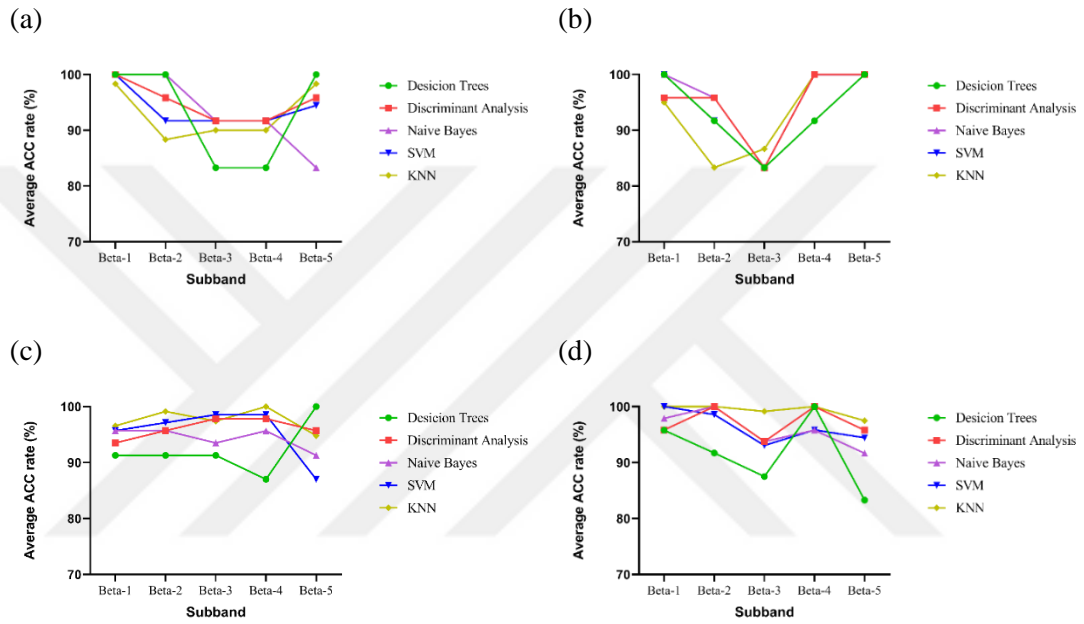 (a)
Average ACC rate (%)
100
90
80
70
Beta-1 Beta-2 Beta-3 Beta-4 Beta-5
Subband
Desicion Trees
Discriminant Analysis
Naive Bayes
SVM
KNN
(b)
Average ACC rate (%)
100
90
80
70
Beta-1 Beta-2 Beta-3 Beta-4 Beta-5
Subband
Desicion Trees
Discriminant Analysis
Naive Bayes
SVM
KNN
(c)
Average ACC rate (%)
100
90
80
70
Beta-1 Beta-2 Beta-3 Beta-4 Beta-5
Subband
Desicion Trees
Discriminant Analysis
Naive Bayes
SVM
KNN
(d)
Average ACC rate (%)
100
90
80
70
Beta-1 Beta-2 Beta-3 Beta-4 Beta-5
Subband
Desicion Trees
Discriminant Analysis
Naive Bayes
SVM
KNN